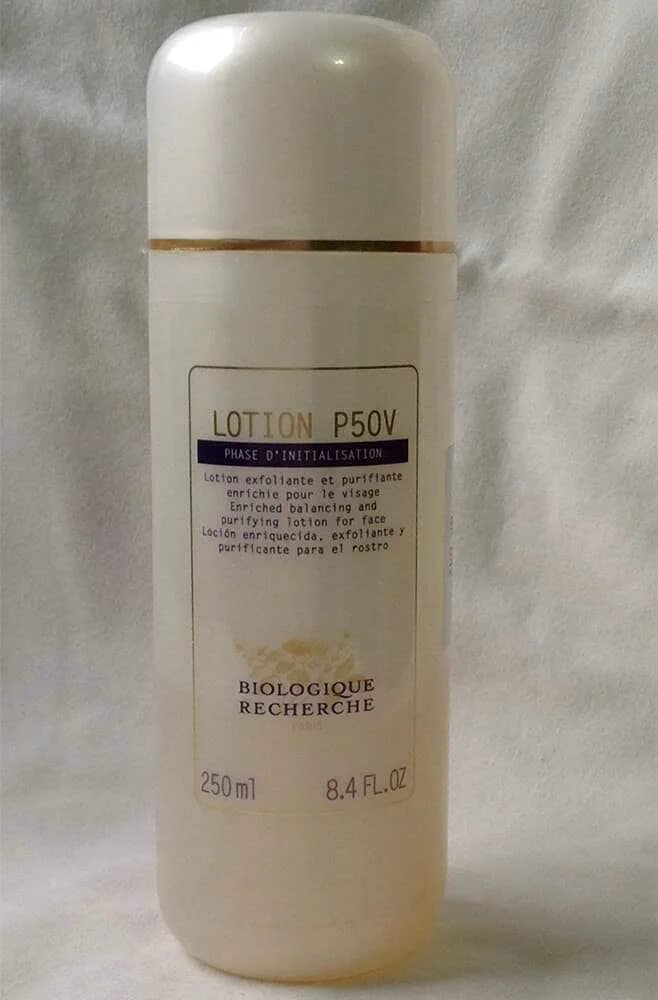 LOTION P50V
PHASE D'INITIALISATION
Lotion exfoliante et purifiante
enrichie pour le visage
Enriched balancing and
purifying lotion for face
Loción enriquecida, exfoliante y
purificante para el rostro
BIOLOGIQUE
RECHERCHE
PARIS
250ml 8.4 FL.OZ